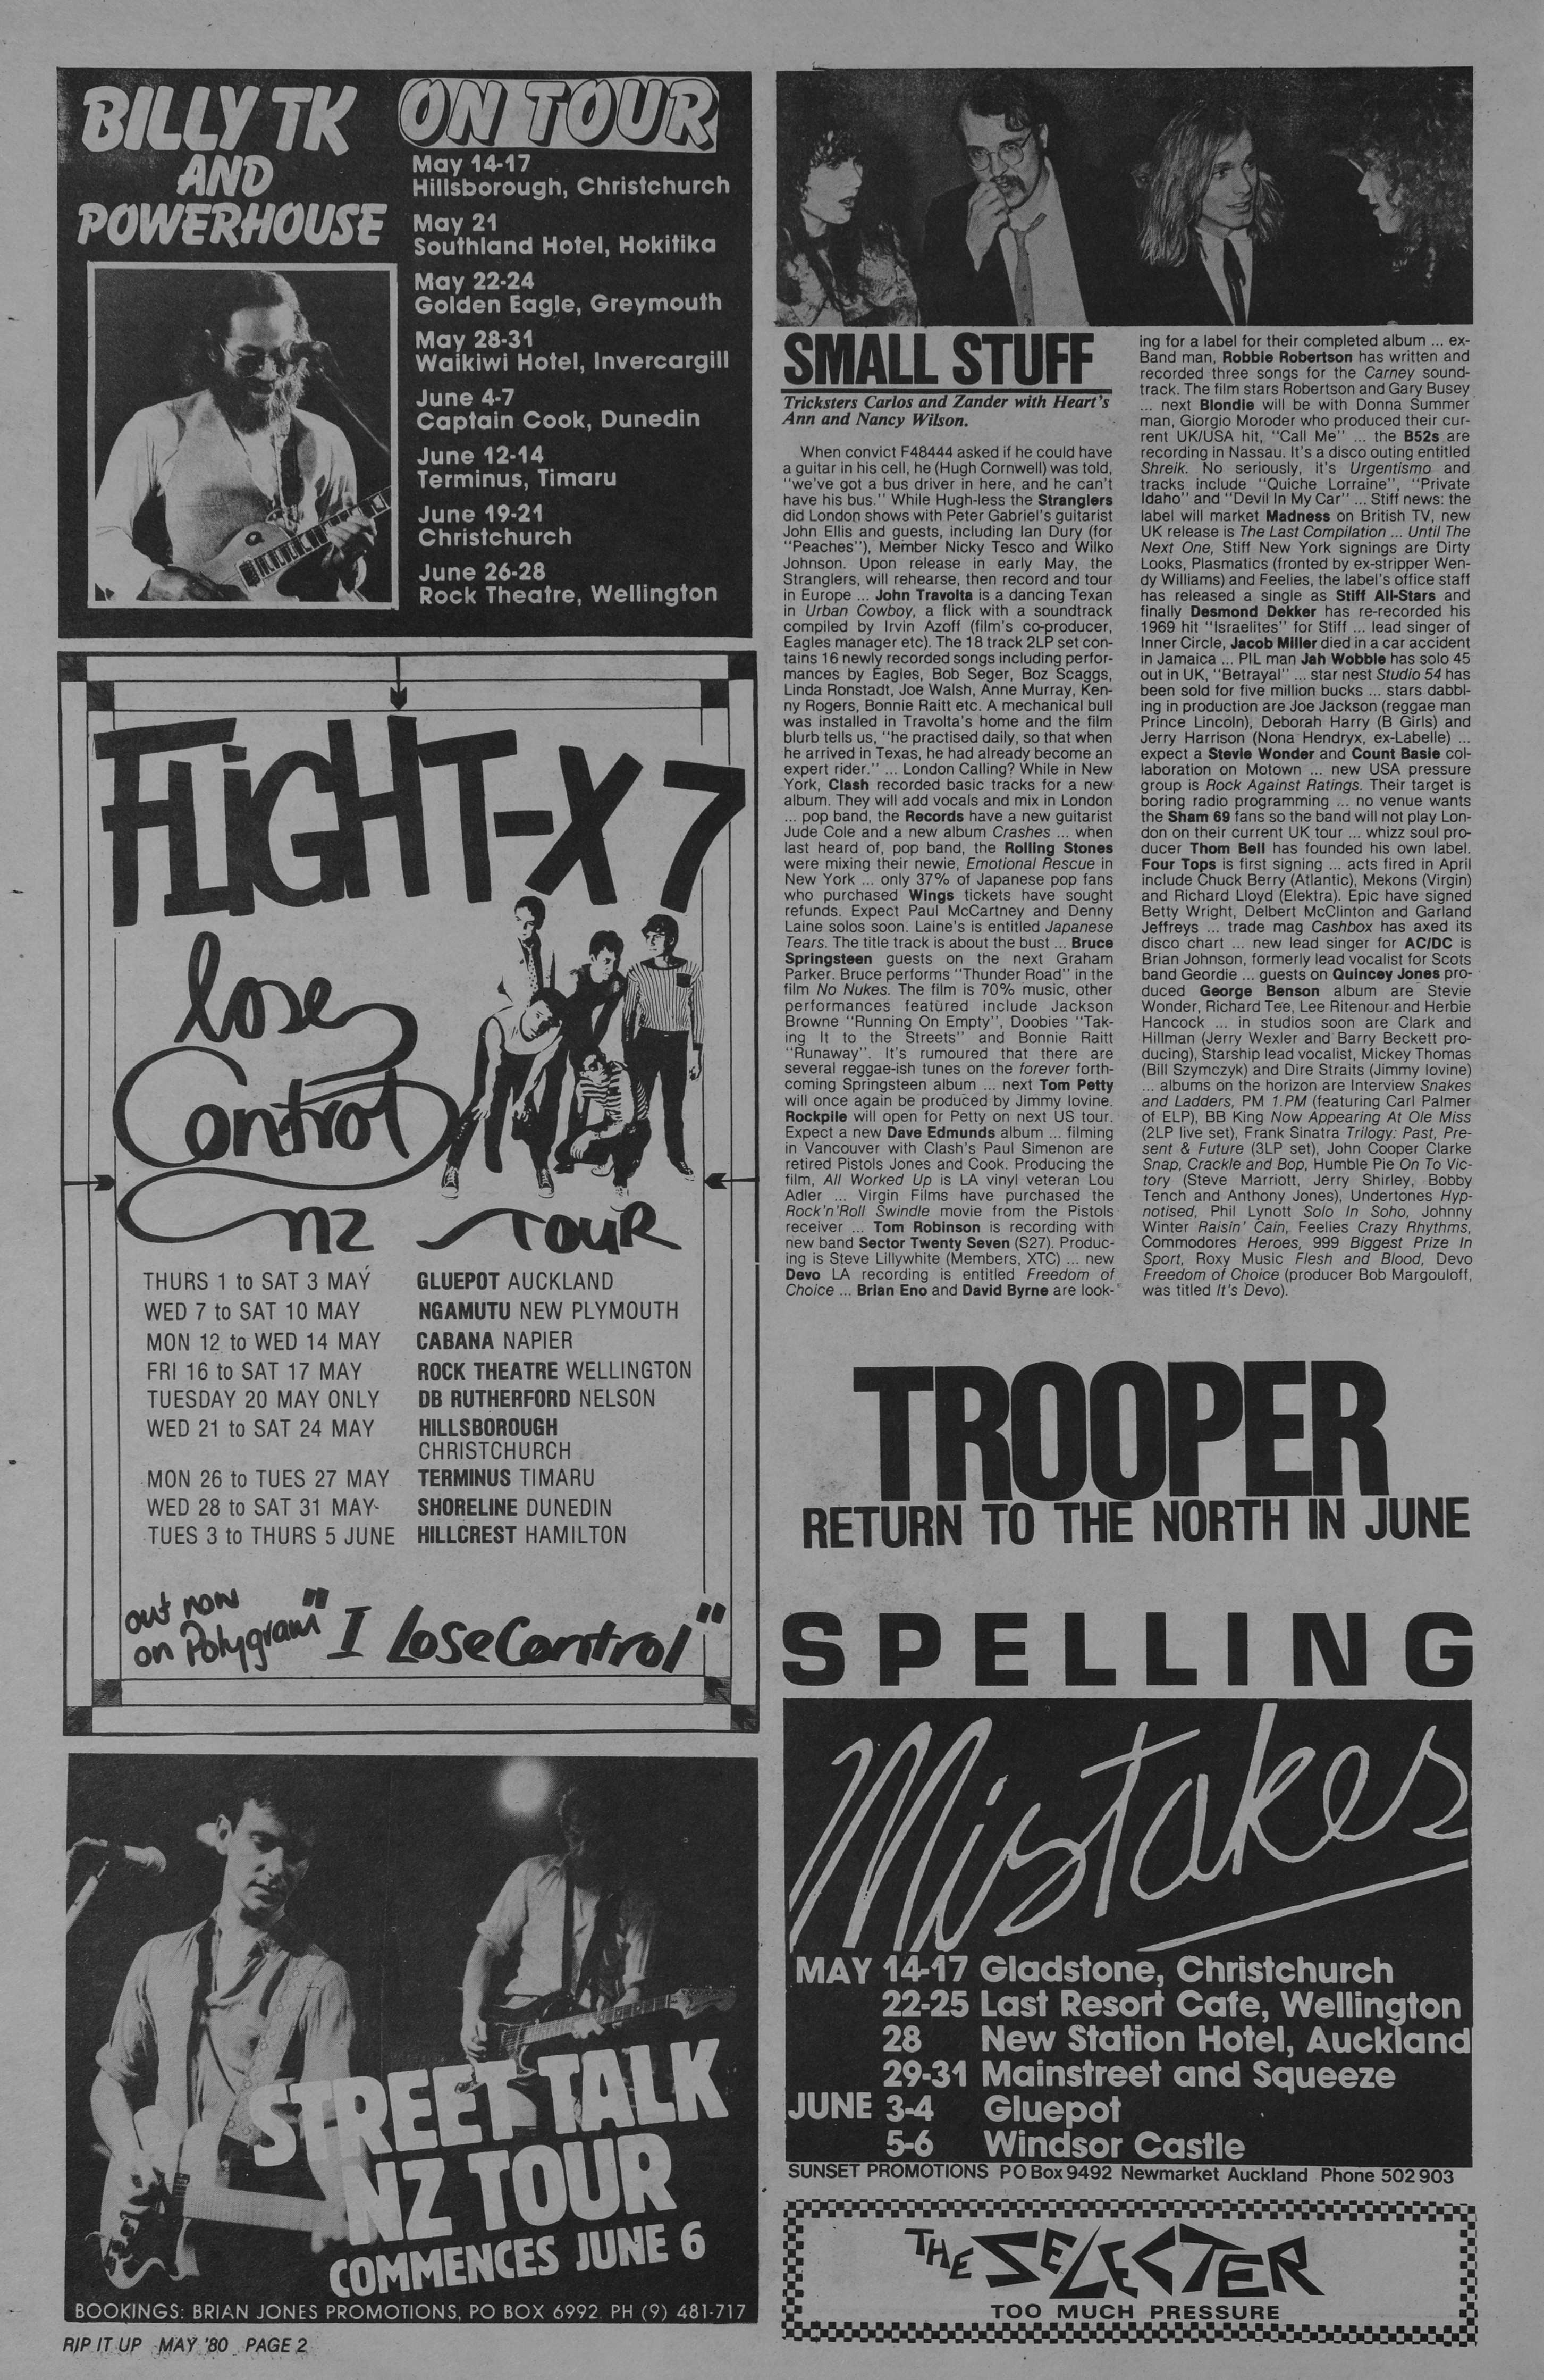 BILLY TK
AND
POWERHOUSE
ON TOUR
May 14-17
Hillsborough, Christchurch
May 21
Southland Hotel, Hokitika
May 22-24
Golden Eagle, Greymouth
May 28-31
Waikiwi Hotel, Invercargill
June 4-7
Captain Cook, Dunedin
June 12-14
Terminus, Timaru
June 19-21
Christchurch
June 26-28
Rock Theatre, Wellington
FLIGHT-X7
lose
Control
NZ TOUR
THURS 1 to SAT 3 MAY GLUEPOT AUCKLAND
WED 7 to SAT 10 MAY NGAMUTU NEW PLYMOUTH
MON 12 to WED 14 MAY CABANA NAPIER
FRI 16 to SAT 17 MAY ROCK THEATRE WELLINGTON
TUESDAY 20 MAY ONLY DB RUTHERFORD NELSON
WED 21 to SAT 24 MAY HILLSBOROUGH
CHRISTCHURCH
MON 26 to TUES 27 MAY TERMINUS TIMARU
WED 28 to SAT 31 MAY SHORELINE DUNEDIN
TUES 3 to THURS 5 JUNE HILLCREST HAMILTON
out now
on Polygram "I Lose Control"
STREET TALK
NZ TOUR
COMMENCES JUNE 6
BOOKINGS: BRIAN JONES PROMOTIONS, PO BOX 6992. PH (9) 481-717
RIP IT UP MAY '80 PAGE 2
SMALL STUFF
Tricksters Carlos and Zander with Heart's
Ann and Nancy Wilson.
When convict F48444 asked if he could have
a guitar in his cell, he (Hugh Cornwell) was told,
"we've got a bus driver in here, and he can't
have his bus." While Hugh-less the Stranglers
did London shows with Peter Gabriel's guitarist
John Ellis and guests, including Ian Dury (for
"Peaches"), Member Nicky Tesco and Wilko
Johnson. Upon release in early May, the
Stranglers, will rehearse, then record and tour
in Europe ... John Travolta is a dancing Texan
in Urban Cowboy, a flick with a soundtrack
compiled by Irvin Azoff (film's co-producer,
Eagles manager etc). The 18 track 2LP set con-
tains 16 newly recorded songs including perfor-
mances by Eagles, Bob Seger, Boz Scaggs,
Linda Ronstadt, Joe Walsh, Anne Murray, Ken-
ny Rogers, Bonnie Raitt etc. A mechanical bull
was installed in Travolta's home and the film
blurb tells us, "he practised daily, so that when
he arrived in Texas, he had already become an
expert rider." ... London Calling? While in New
York, Clash recorded basic tracks for a new
album. They will add vocals and mix in London
... pop band, the Records have a new guitarist
Jude Cole and a new album Crashes ... when
last heard of, pop band, the Rolling Stones
were mixing their newie, Emotional Rescue in
New York ... only 37% of Japanese pop fans
who purchased Wings tickets have sought
refunds. Expect Paul McCartney and Denny
Laine solos soon. Laine's is entitled Japanese
Tears. The title track is about the bust ... Bruce
Springsteen guests on the next Graham
Parker. Bruce performs "Thunder Road" in the
film No Nukes. The film is 70% music, other
performances featured include Jackson
Browne "Running On Empty", Doobies "Tak-
ing It to the Streets" and Bonnie Raitt
"Runaway". It's rumoured that there are
several reggae-ish tunes on the forever forth-
coming Springsteen album ... next Tom Petty
will once again be produced by Jimmy Iovine.
Rockpile will open for Petty on next US tour.
Expect a new Dave Edmunds album ... filming
in Vancouver with Clash's Paul Simenon are
retired Pistols Jones and Cook. Producing the
film, All Worked Up is LA vinyl veteran Lou
Adler ... Virgin Films have purchased the
Rock'n'Roll Swindle movie from the Pistols
receiver ... Tom Robinson is recording with
new band Sector Twenty Seven (S27). Produc-
ing is Steve Lillywhite (Members, XTC) ... new
Devo LA recording is entitled Freedom of
Choice ... Brian Eno and David Byrne are look-
ing for a label for their completed album ... ex-
Band man, Robbie Robertson has written and
recorded three songs for the Carney sound-
track. The film stars Robertson and Gary Busey
... next Blondie will be with Donna Summer
man, Giorgio Moroder who produced their cur-
rent UK/USA hit, "Call Me" ... the B52s are
recording in Nassau. It's a disco outing entitled
Shreik. No seriously, it's Urgentismo and
tracks include "Quiche Lorraine", "Private
Idaho" and "Devil In My Car" ... Stiff news: the
label will market Madness on British TV, new
UK release is The Last Compilation ... Until The
Next One, Stiff New York signings are Dirty
Looks, Plasmatics (fronted by ex-stripper Wen-
dy Williams) and Feelies, the label's office staff
has released a single as Stiff All-Stars and
finally Desmond Dekker has re-recorded his
1969 hit "Israelites" for Stiff ... lead singer of
Inner Circle, Jacob Miller died in a car accident
in Jamaica ... PIL man Jah Wobble has solo 45
out in UK, "Betrayal" ... star nest Studio 54 has
been sold for five million bucks ... stars dabbl-
ing in production are Joe Jackson (reggae man
Prince Lincoln), Deborah Harry (B Girls) and
Jerry Harrison (Nona Hendryx, ex-Labelle) ...
expect a Stevie Wonder and Count Basie col-
laboration on Motown ... new USA pressure
group is Rock Against Ratings. Their target is
boring radio programming ... no venue wants
the Sham 69 fans so the band will not play Lon-
don on their current UK tour ... whizz soul pro-
ducer Thom Bell has founded his own label.
Four Tops is first signing ... acts fired in April
include Chuck Berry (Atlantic), Mekons (Virgin)
and Richard Lloyd (Elektra). Epic have signed
Betty Wright, Delbert McClinton and Garland
Jeffreys ... trade mag Cashbox has axed its
disco chart ... new lead singer for AC/DC is
Brian Johnson, formerly lead vocalist for Scots
band Geordie ... guests on Quincey Jones pro-
duced George Benson album are Stevie
Wonder, Richard Tee, Lee Ritenour and Herbie
Hancock ... in studios soon are Clark and
Hillman (Jerry Wexler and Barry Beckett pro-
ducing), Starship lead vocalist, Mickey Thomas
(Bill Szymczyk) and Dire Straits (Jimmy Iovine)
... albums on the horizon are Interview Snakes
and Ladders, PM 1.PM (featuring Carl Palmer
of ELP), BB King Now Appearing At Ole Miss
(2LP live set), Frank Sinatra Trilogy: Past, Pre-
sent & Future (3LP set), John Cooper Clarke
Snap, Crackle and Bop, Humble Pie On To Vic-
tory (Steve Marriott, Jerry Shirley, Bobby
Tench and Anthony Jones), Undertones Hyp-
notised, Phil Lynott Solo In Soho, Johnny
Winter Raisin' Cain, Feelies Crazy Rhythms,
Commodores Heroes, 999 Biggest Prize In
Sport, Roxy Music Flesh and Blood, Devo
Freedom of Choice (producer Bob Margouloff,
was titled It's Devo).
TROOPER
RETURN TO THE NORTH IN JUNE
SPELLING
Mistakes
MAY 14-17 Gladstone, Christchurch
22-25 Last Resort Cafe, Wellington
28 New Station Hotel, Auckland
29-31 Mainstreet and Squeeze
JUNE 3-4 Gluepot
5-6 Windsor Castle
SUNSET PROMOTIONS PO Box 9492 Newmarket Auckland Phone 502 903
THE SELECTER
TOO MUCH PRESSURE